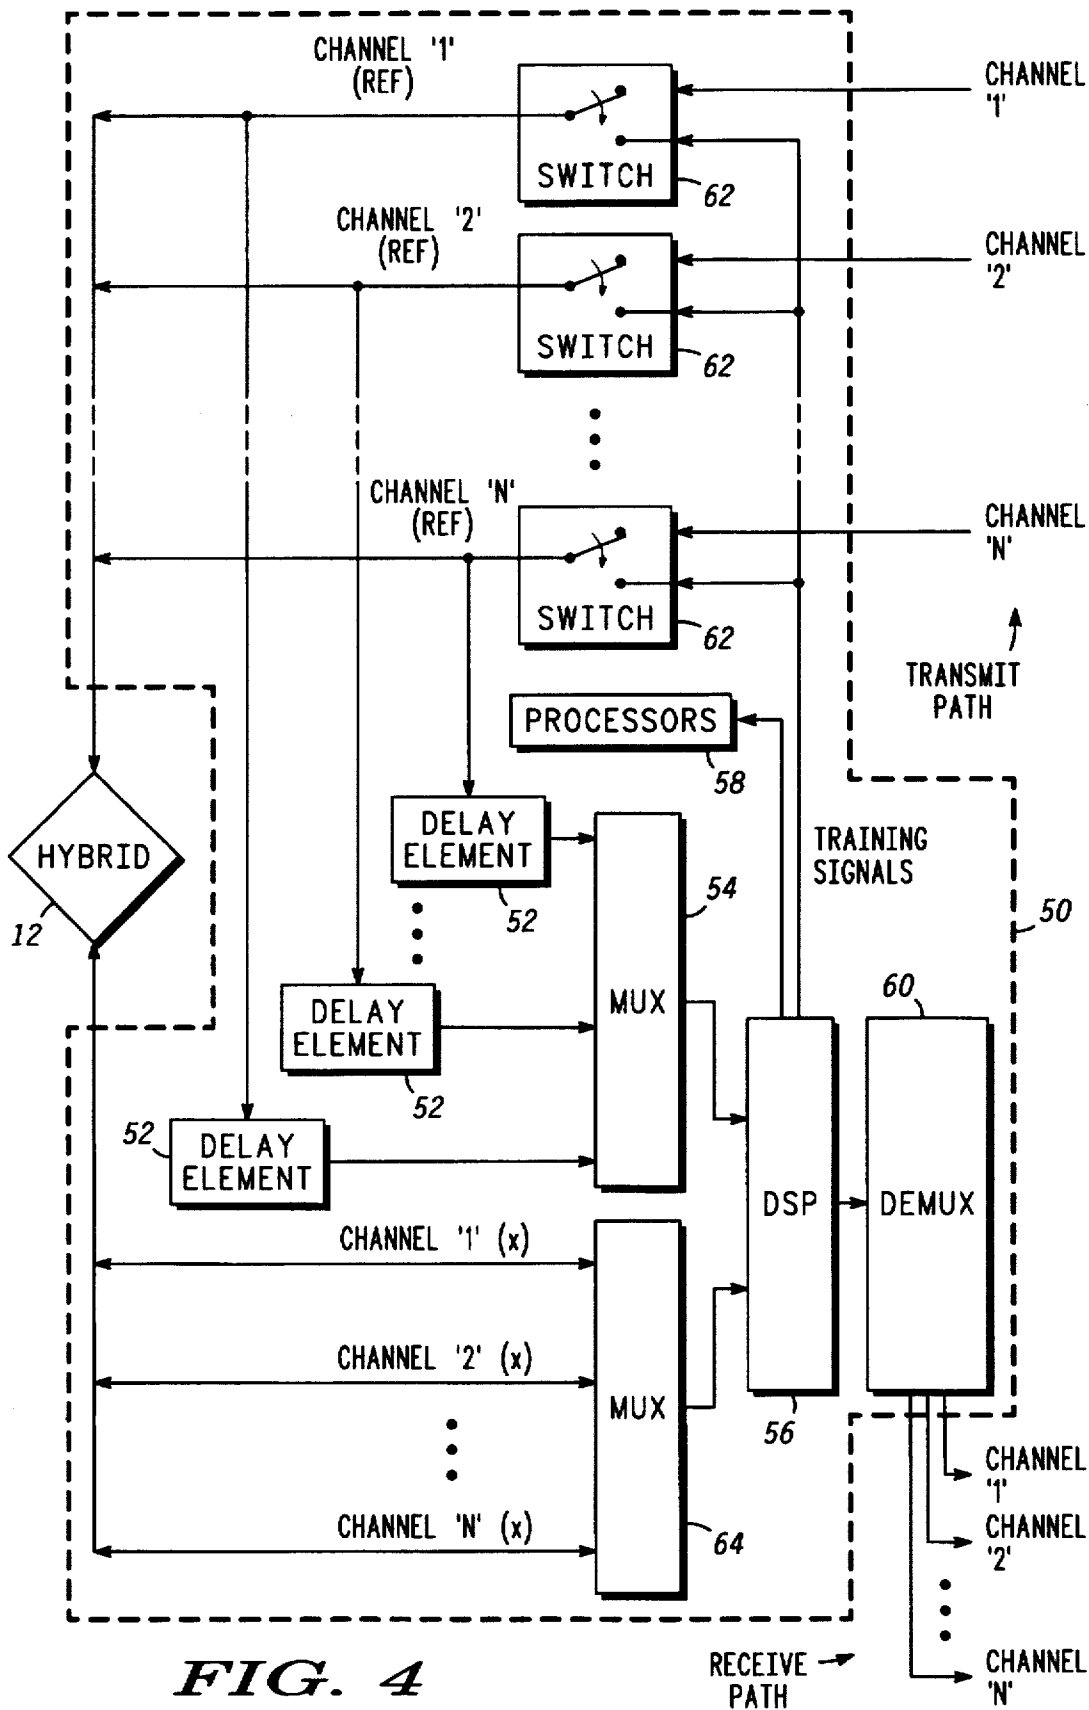 CHANNEL '1'
(REF)
CHANNEL
'1'
SWITCH
62
CHANNEL '2'
(REF)
CHANNEL
'2'
SWITCH
62
CHANNEL 'N'
(REF)
CHANNEL
'N'
SWITCH
62
TRANSMIT
PATH
PROCESSORS
58
HYBRID
12
DELAY
ELEMENT
52
TRAINING
SIGNALS
54
50
DELAY
ELEMENT
52
MUX
60
52
DELAY
ELEMENT
DSP
DEMUX
CHANNEL '1' (x)
CHANNEL '2' (x)
MUX
56
CHANNEL 'N' (x)
64
CHANNEL
'1'
CHANNEL
'2'
CHANNEL
'N'
RECEIVE
PATH
FIG. 4